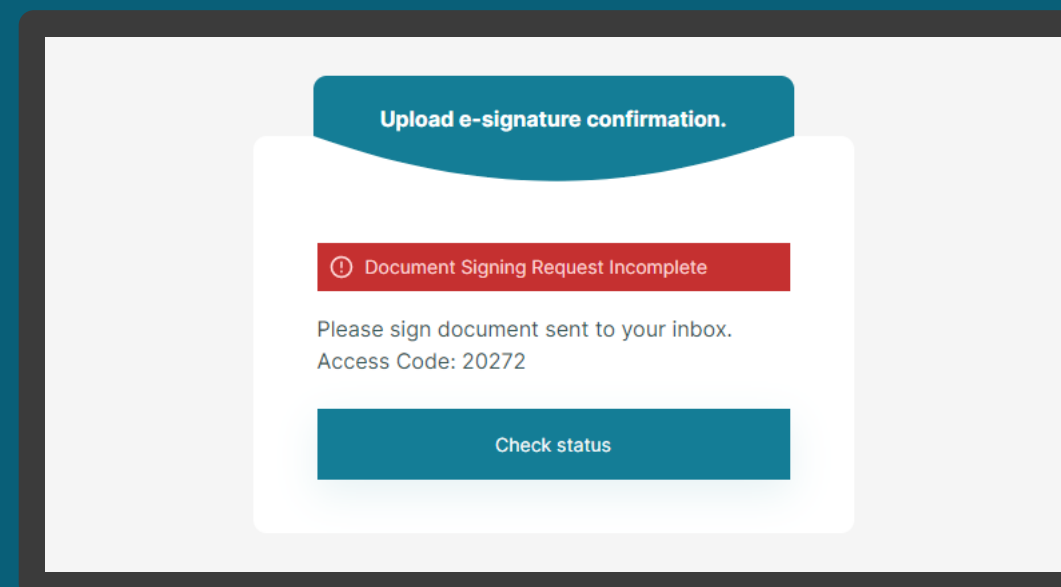 Upload e-signature confirmation.
Document Signing Request Incomplete
Please sign document sent to your inbox.
Access Code: 20272
Check status